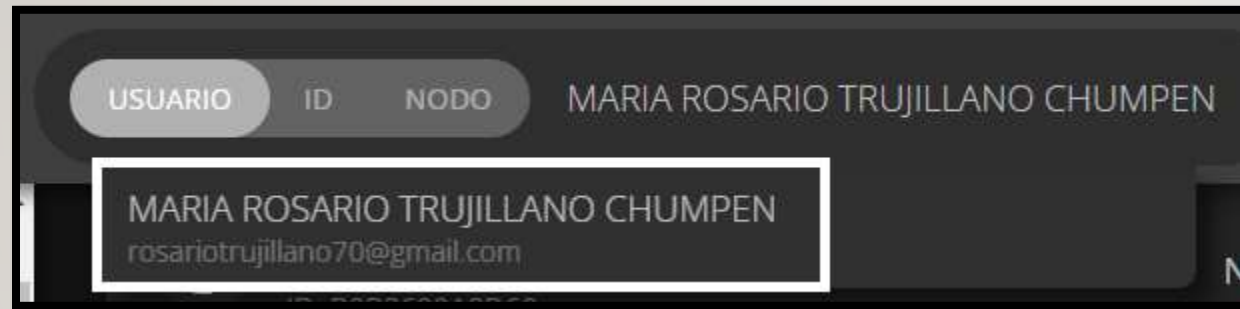 USUARIO ID NODO MARIA ROSARIO TRUJILLANO CHUMPEN
MARIA ROSARIO TRUJILLANO CHUMPEN
rosariotrujillano70@gmail.com
N